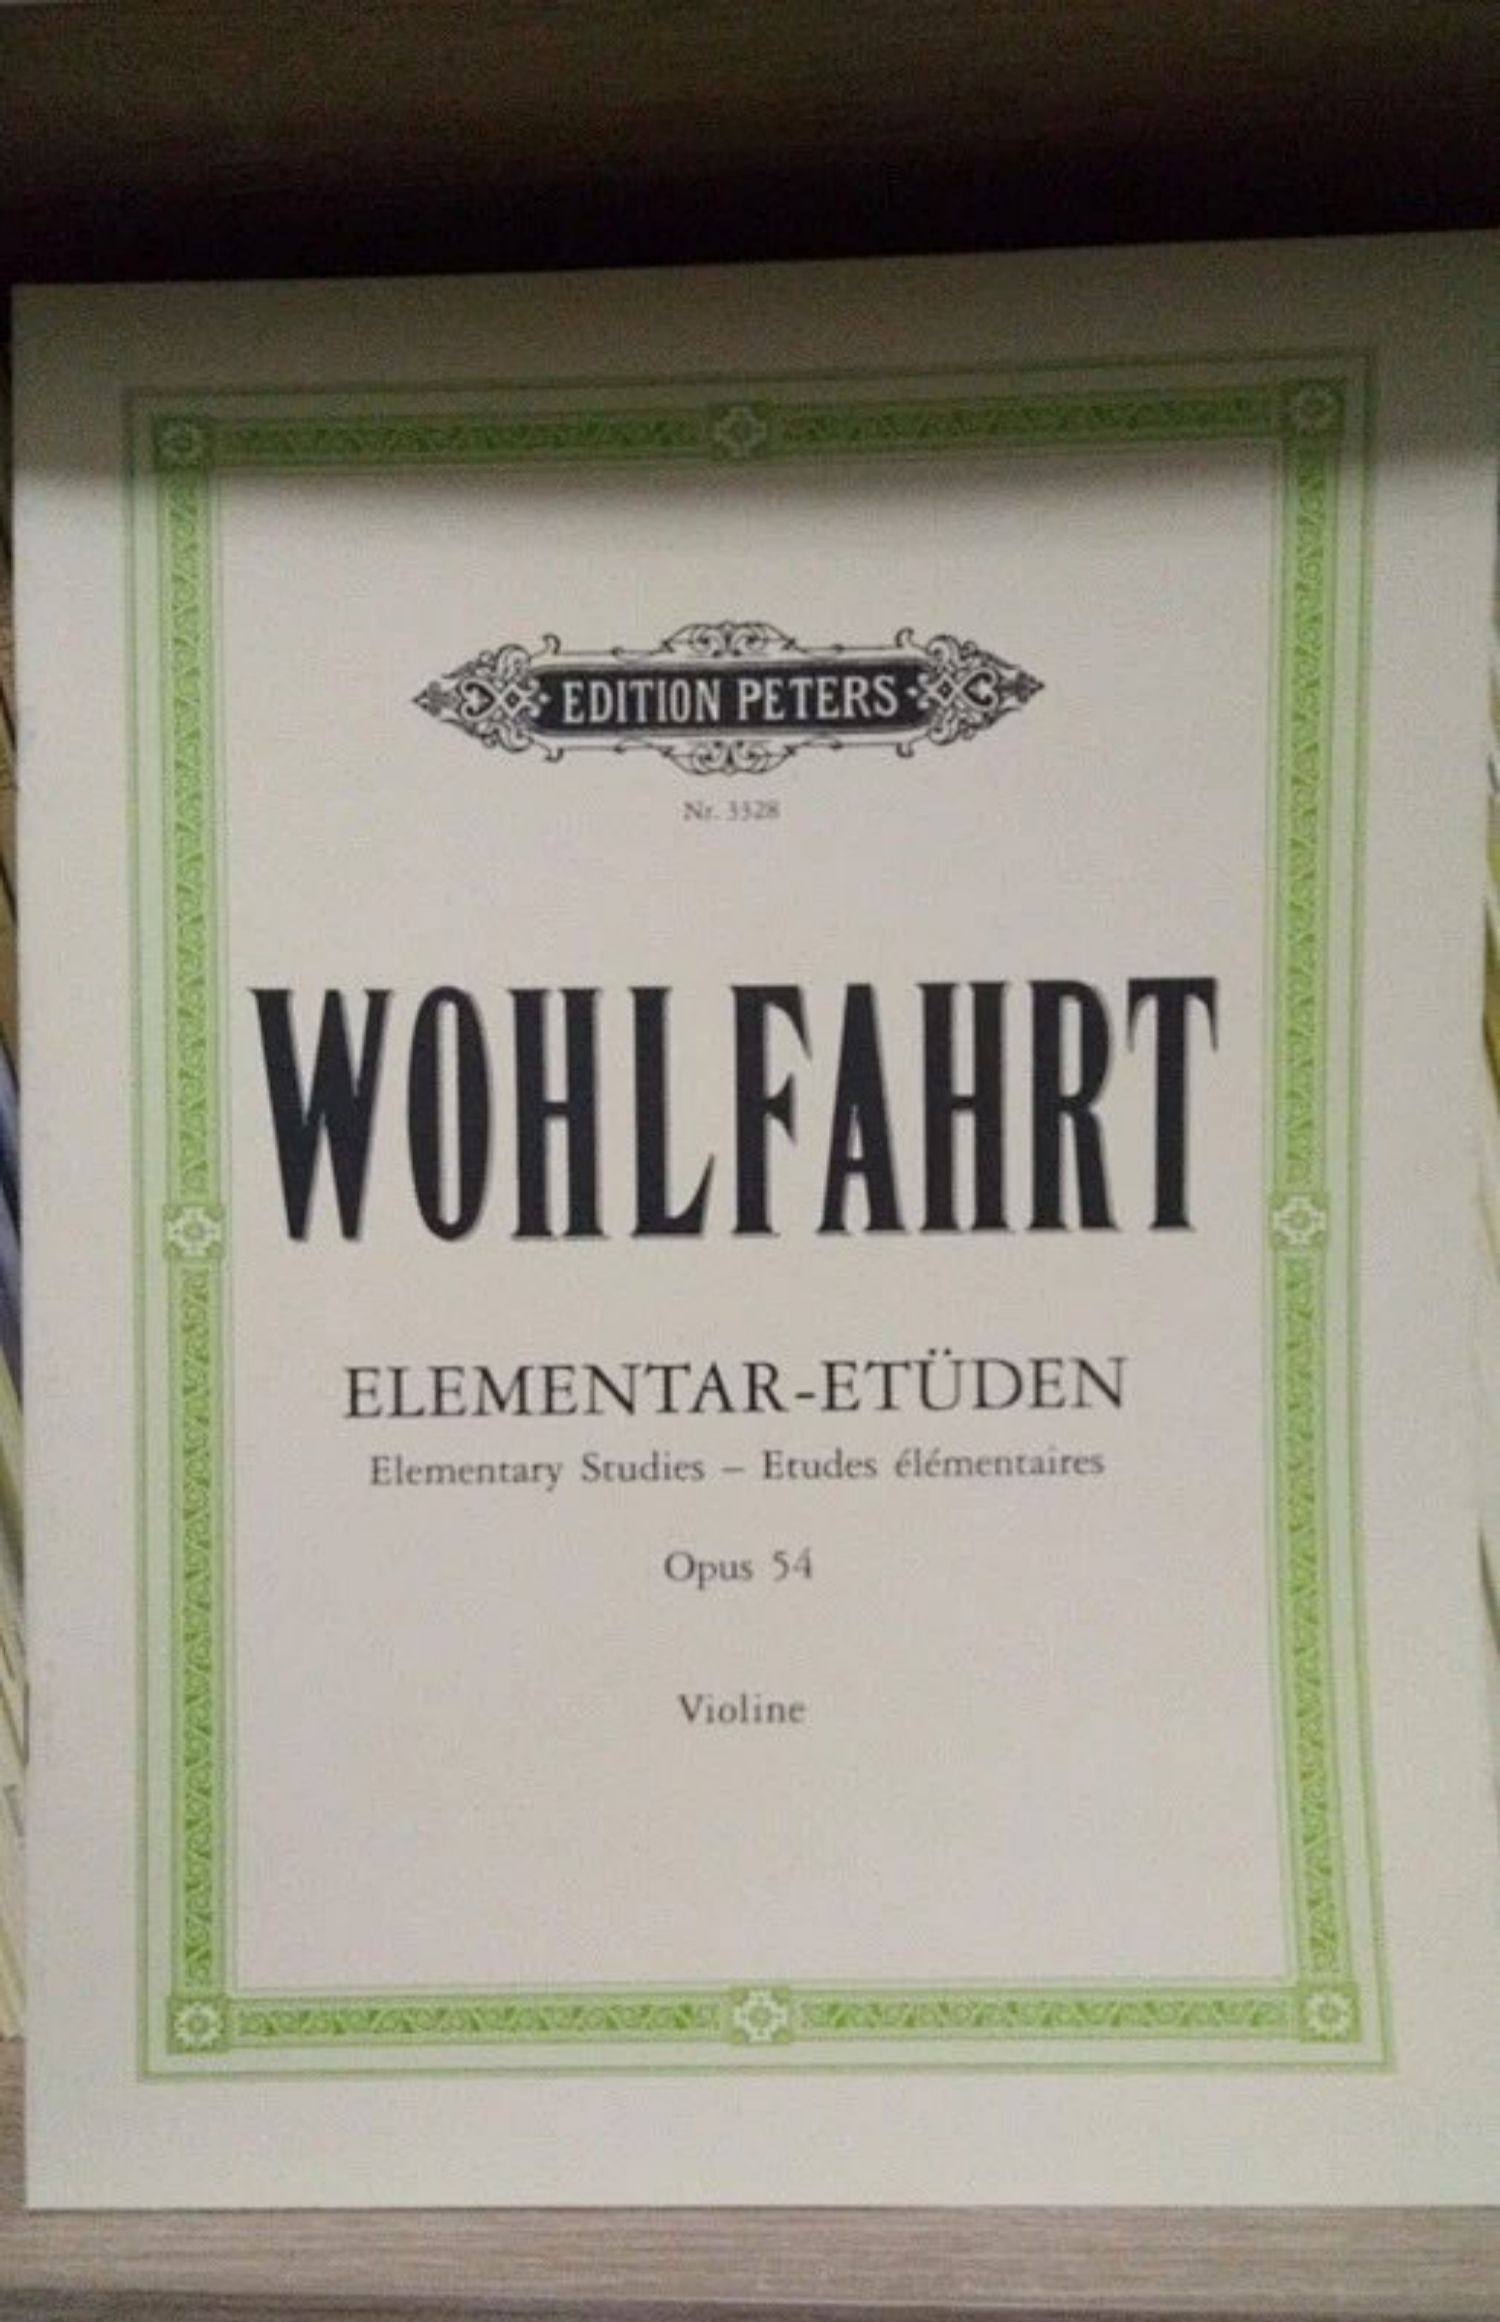 EDITION PETERS
Nr. 3328
WOHLFAHRT
ELEMENTAR-ETÜDEN
Elementary Studies – Etudes élémentaires
Opus 54
Violine